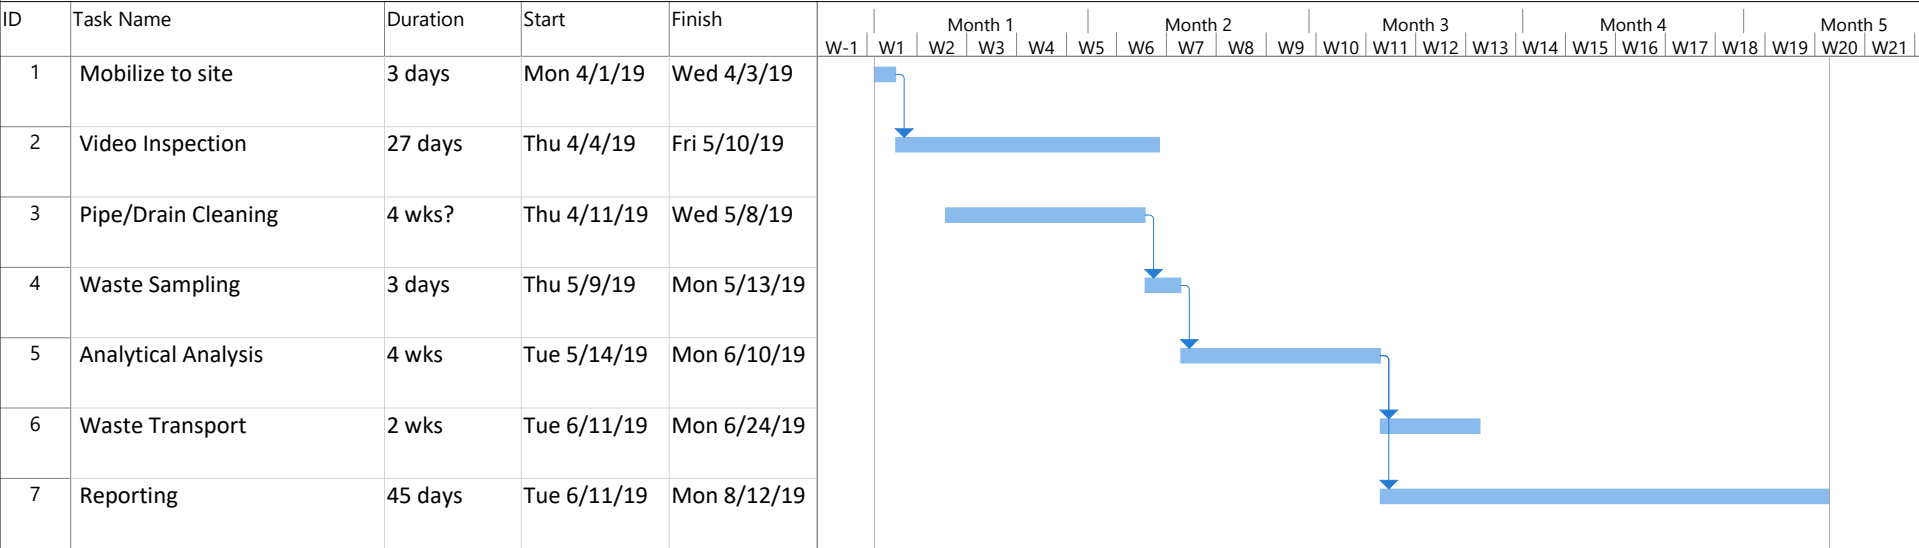 ID Task Name Duration Start Finish Month 1 Month 2 Month 3 Month 4 Month 5
W-1 W1 W2 W3 W4 W5 W6 W7 W8 W9 W10 W11 W12 W13 W14 W15 W16 W17 W18 W19 W20 W21
1 Mobilize to site 3 days Mon 4/1/19 Wed 4/3/19
2 Video Inspection 27 days Thu 4/4/19 Fri 5/10/19
3 Pipe/Drain Cleaning 4 wks? Thu 4/11/19 Wed 5/8/19
4 Waste Sampling 3 days Thu 5/9/19 Mon 5/13/19
5 Analytical Analysis 4 wks Tue 5/14/19 Mon 6/10/19
6 Waste Transport 2 wks Tue 6/11/19 Mon 6/24/19
7 Reporting 45 days Tue 6/11/19 Mon 8/12/19